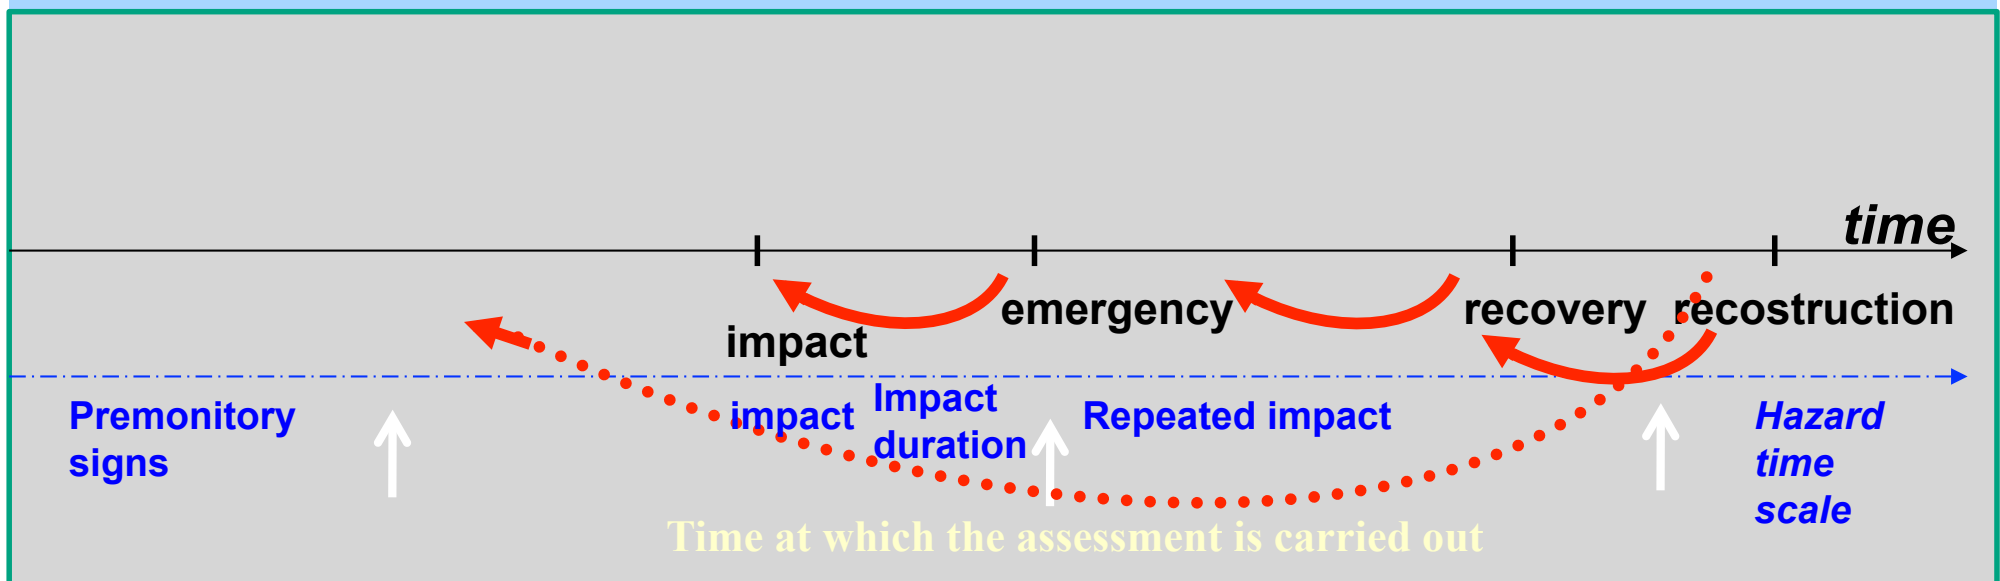 time
emergency
recovery
recostruction
impact
Premonitory
signs
impact
Impact
duration
Repeated impact
Hazard
time
scale
Time at which the assessment is carried out